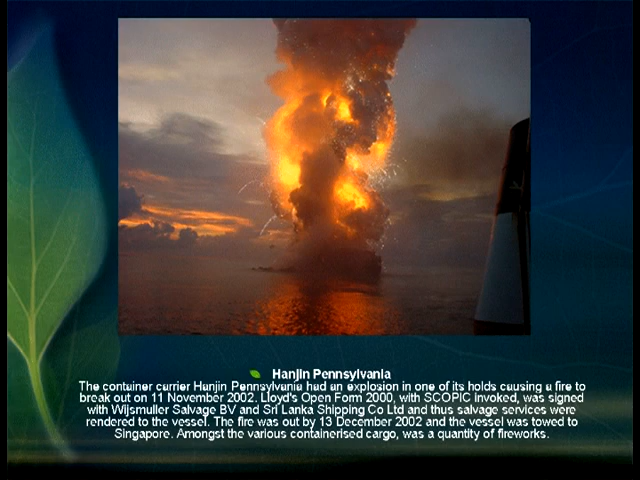 Hanjin Pennsylvania
The container carrier Hanjin Pennsylvania had an explosion in one of its holds causing a fire to
break out on 11 November 2002. Lloyd's Open Form 2000, with SCOPIC invoked, was signed
with Wijsmuller Salvage BV and Sri Lanka Shipping Co Ltd and thus salvage services were
rendered to the vessel. The fire was out by 13 December 2002 and the vessel was towed to
Singapore. Amongst the various containerised cargo, was a quantity of fireworks.